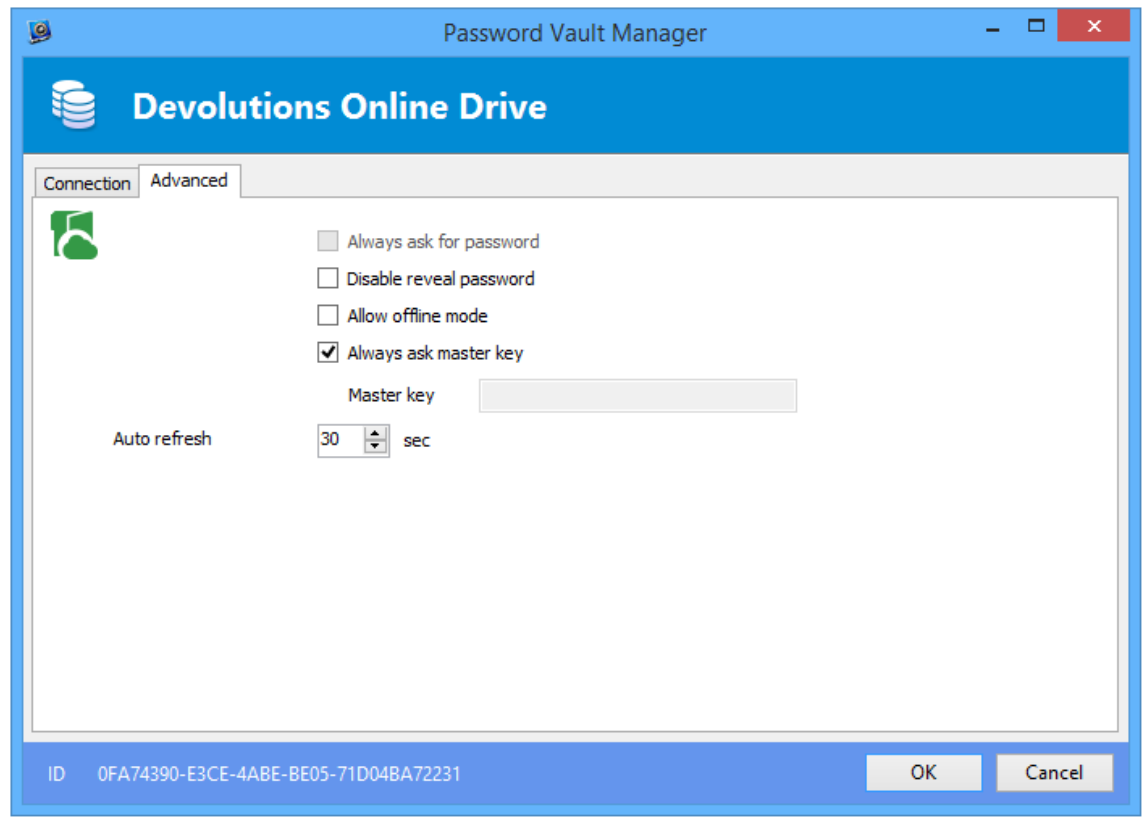 Password Vault Manager
Devolutions Online Drive
Connection Advanced
Always ask for password
Disable reveal password
Allow offline mode
Always ask master key
Master key
Auto refresh 30 sec
ID 0FA74390-E3CE-4ABE-BE05-71D04BA72231 OK Cancel